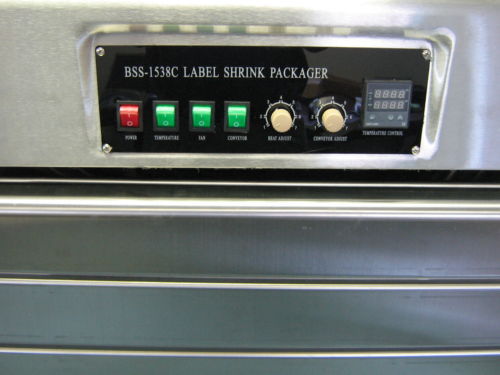 BSS-1538C LABEL SHRINK PACKAGER
POWER TEMPERATURE FAN CONVEYOR HEAT ADJUST CONVEYOR ADJUST TEMPERATURE CONTROL